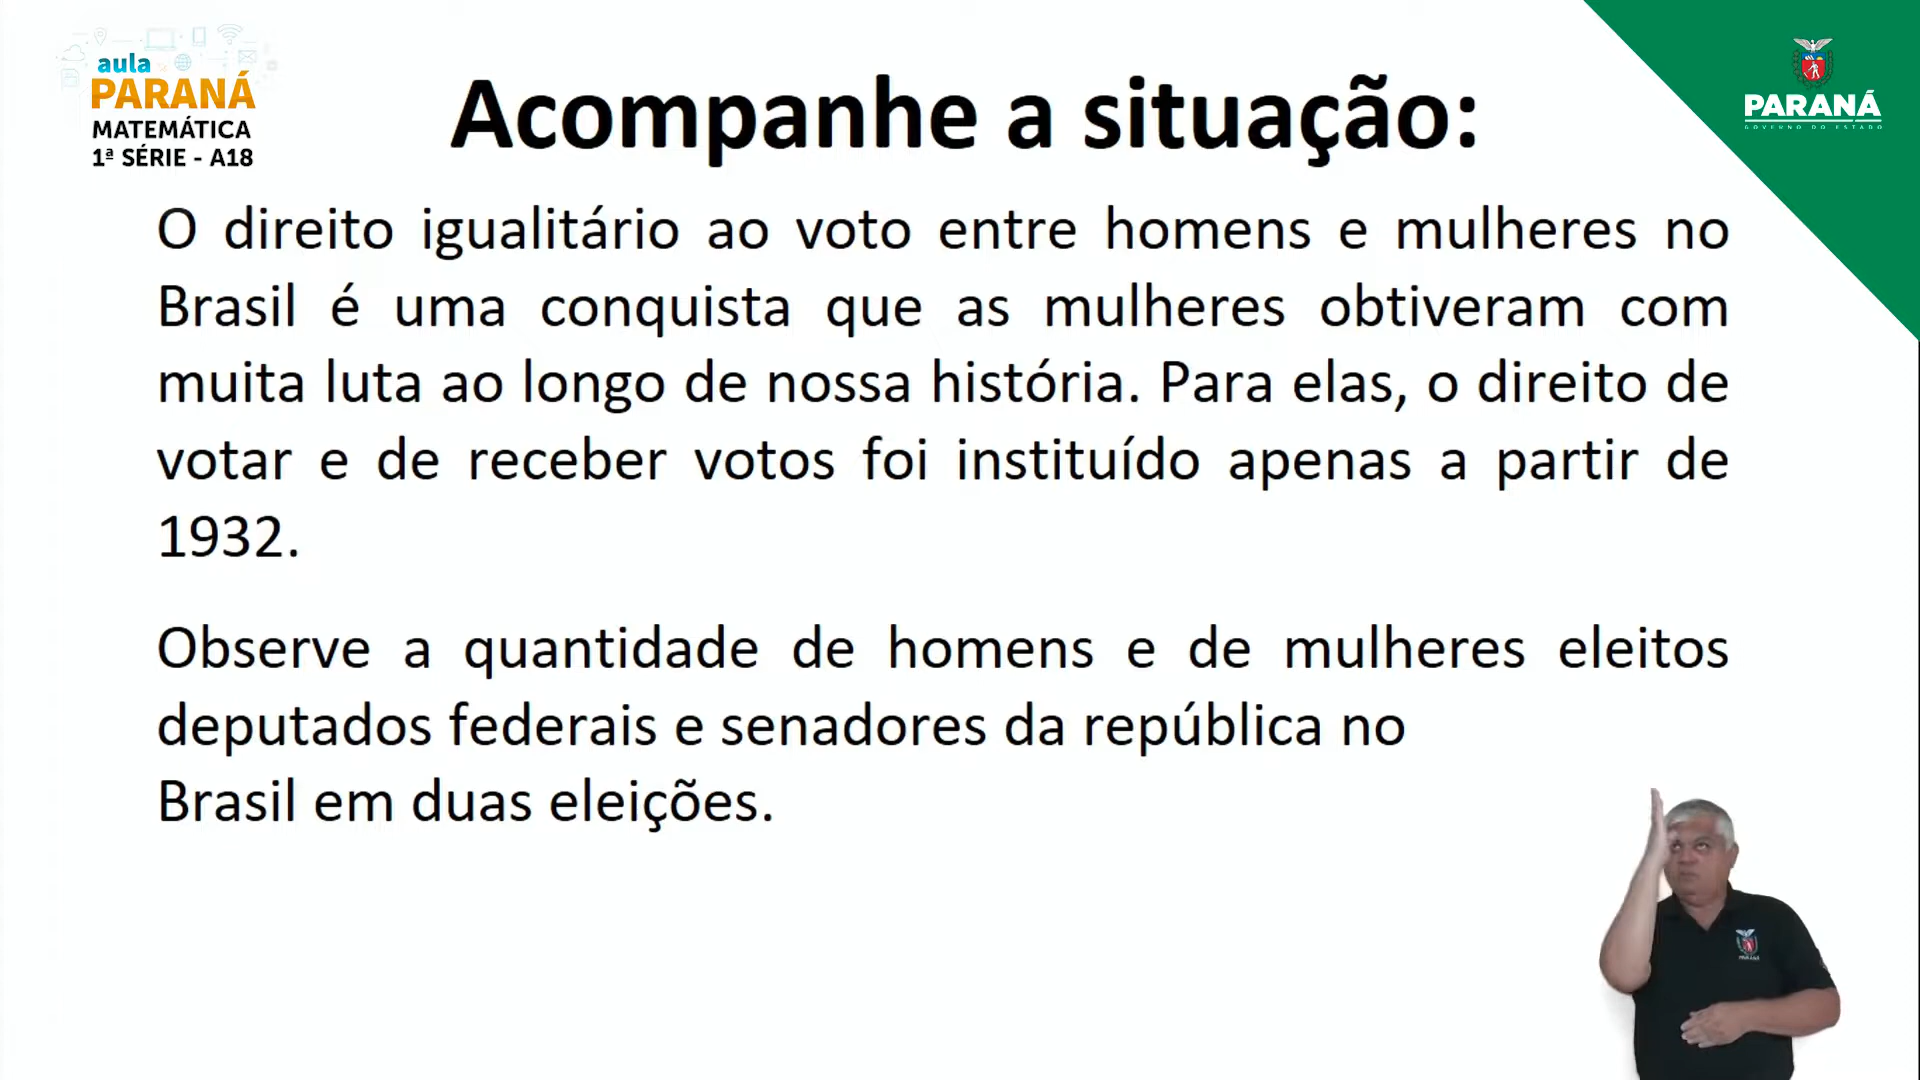 aula
PARANÁ
MATEMÁTICA
1ª SÉRIE - A18
Acompanhe a situação:
PARANÁ
GOVERNO DO ESTADO
O direito igualitário ao voto entre homens e mulheres no
Brasil é uma conquista que as mulheres obtiveram com
muita luta ao longo de nossa história. Para elas, o direito de
votar e de receber votos foi instituído apenas a partir de
1932.
Observe a quantidade de homens e de mulheres eleitos
deputados federais e senadores da república no
Brasil em duas eleições.